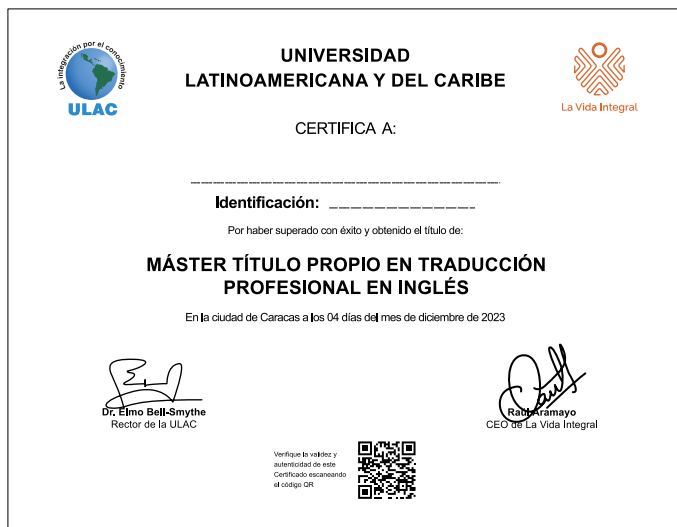 La integración por el conocimiento
ULAC
UNIVERSIDAD
LATINOAMERICANA Y DEL CARIBE
La Vida Integral
CERTIFICA A:
Identificación:
Por haber superado con éxito y obtenido el título de:
MÁSTER TÍTULO PROPIO EN TRADUCCIÓN
PROFESIONAL EN INGLÉS
En la ciudad de Caracas a los 04 días del mes de diciembre de 2023
Dr. Elmo Bell-Smythe
Rector de la ULAC
Raúl Aramayo
CEO de La Vida Integral
Verifique la validez y
autenticidad de este
Certificado escaneando
el código QR